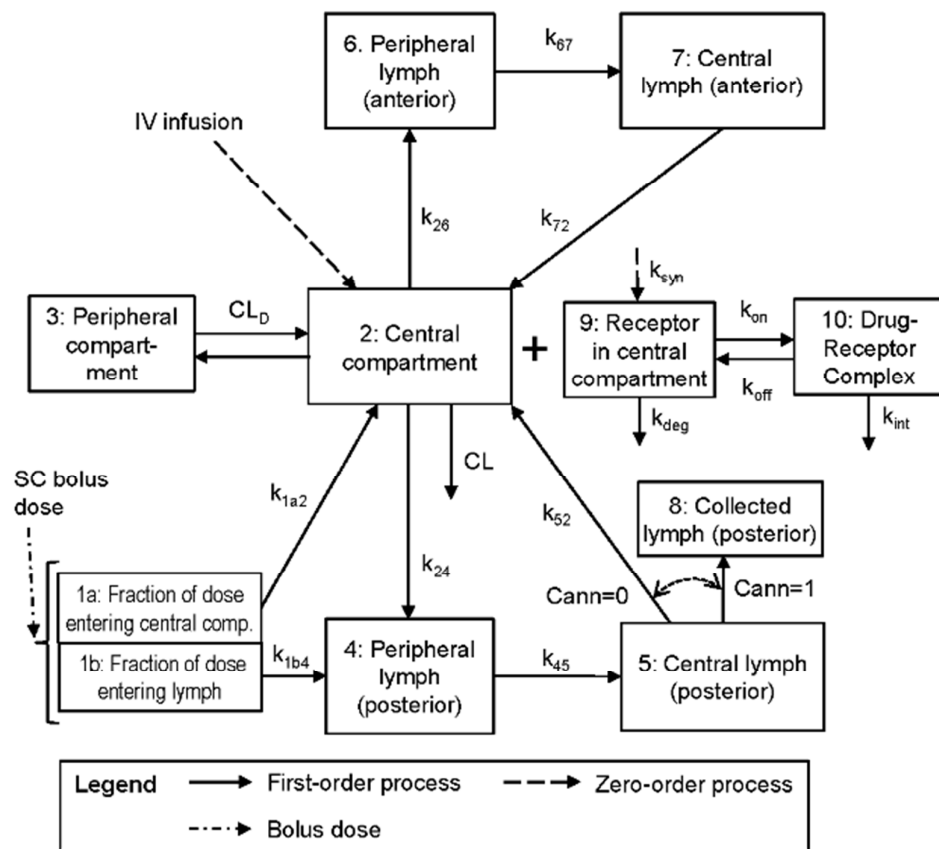 6. Peripheral
lymph
(anterior)
k67
7: Central
lymph (anterior)
IV infusion
k26
k72
3: Peripheral
compart-
ment
CLD
2: Central
compartment
+
ksyn
9: Receptor
in central
compartment
kon
koff
10: Drug-
Receptor
Complex
kdeg
kint
SC bolus
dose
k1a2
CL
k24
k52
8: Collected
lymph (posterior)
Cann=0
Cann=1
1a: Fraction of dose
entering central comp.
1b: Fraction of dose
entering lymph
k1b4
4: Peripheral
lymph
(posterior)
k45
5: Central lymph
(posterior)
Legend
First-order process
Zero-order process
Bolus dose